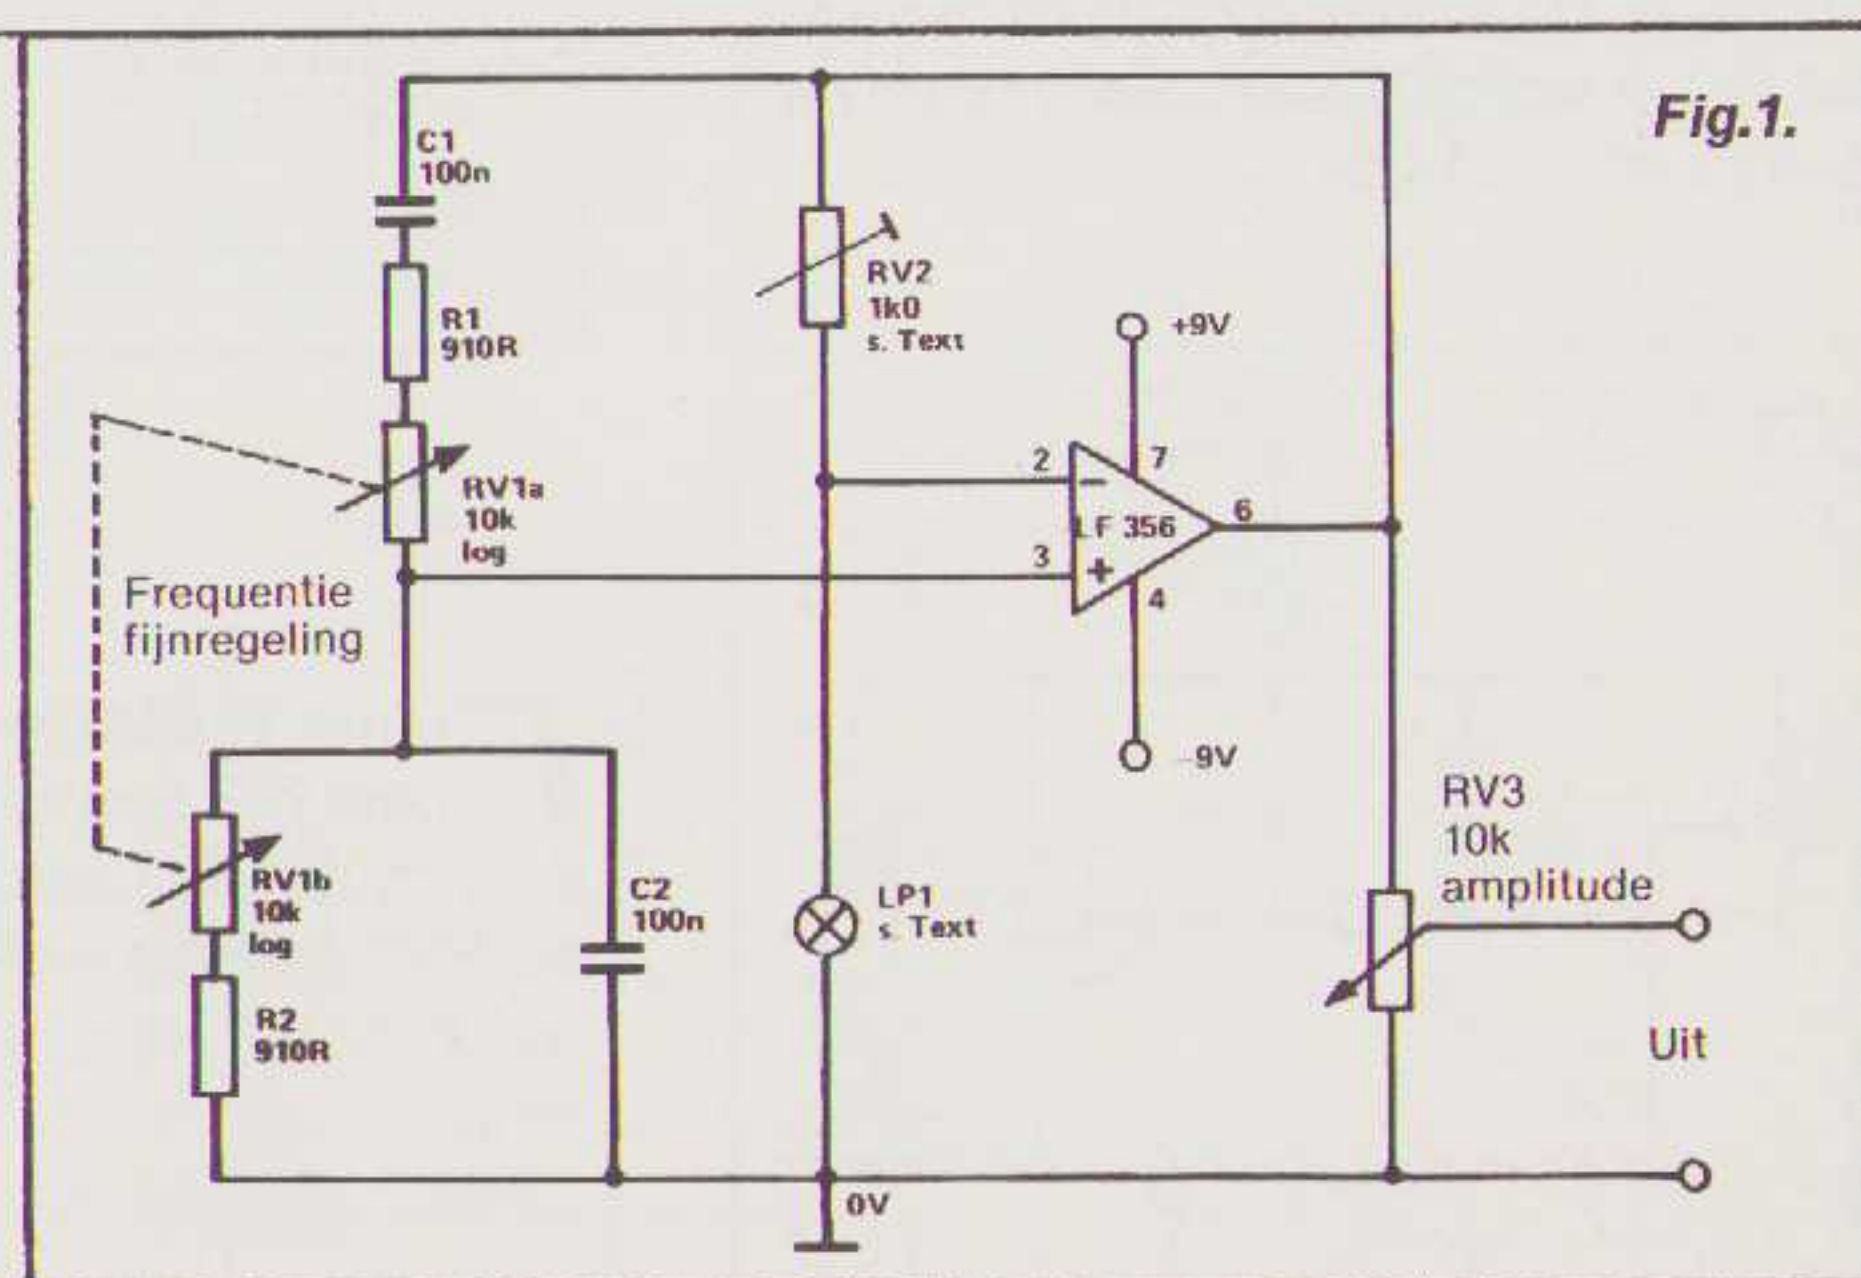 Fig.1.
C1
100n
R1
910R
RV1a
10k
log
RV2
1k0
s. Text
+9V
2
7
LF 356
6
3
4
-9V
Frequentie
fijnregeling
RV1b
10k
log
R2
910R
C2
100n
LP1
s. Text
RV3
10k
amplitude
Uit
0V